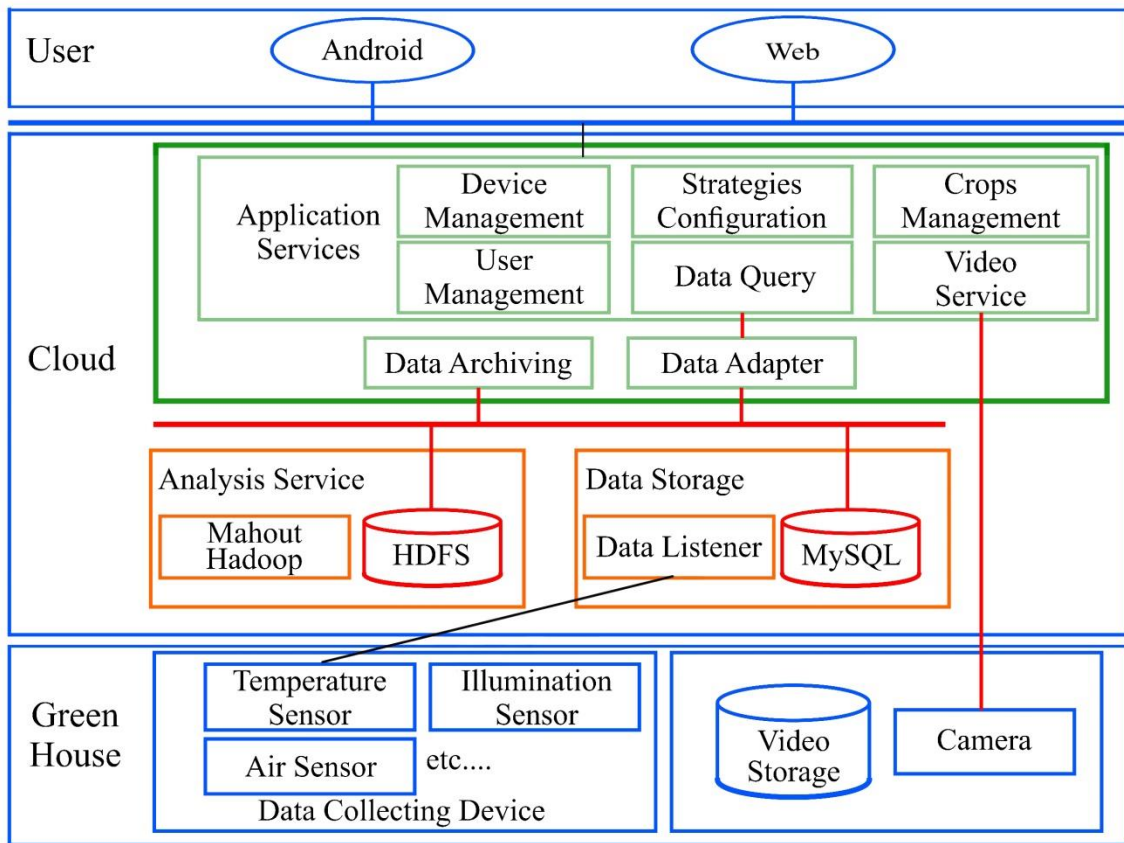 User
Android
Web
Cloud
Application
Services
Device
Management
Strategies
Configuration
Crops
Management
User
Management
Data Query
Video
Service
Data Archiving
Data Adapter
Analysis Service
Mahout
Hadoop
HDFS
Data Storage
Data Listener
MySQL
Green
House
Temperature
Sensor
Illumination
Sensor
Air Sensor
etc....
Data Collecting Device
Video
Storage
Camera